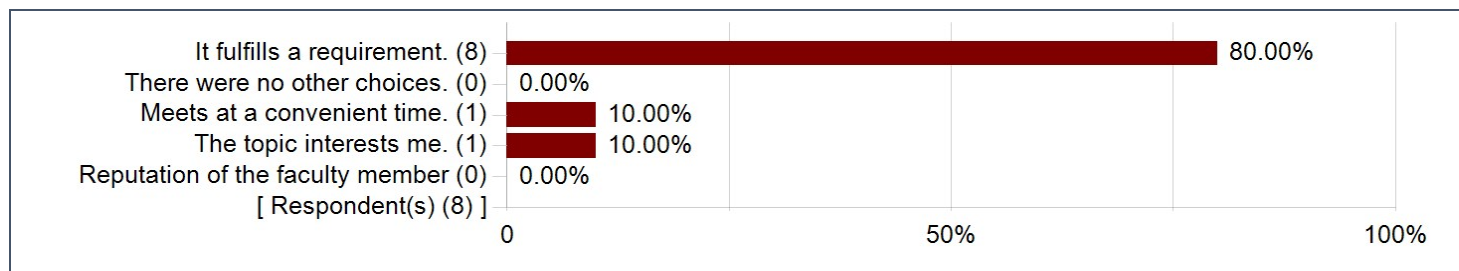 It fulfills a requirement. (8) 80.00%
There were no other choices. (0) 0.00%
Meets at a convenient time. (1) 10.00%
The topic interests me. (1) 10.00%
Reputation of the faculty member (0) 0.00%
[ Respondent(s) (8) ]
0 50% 100%